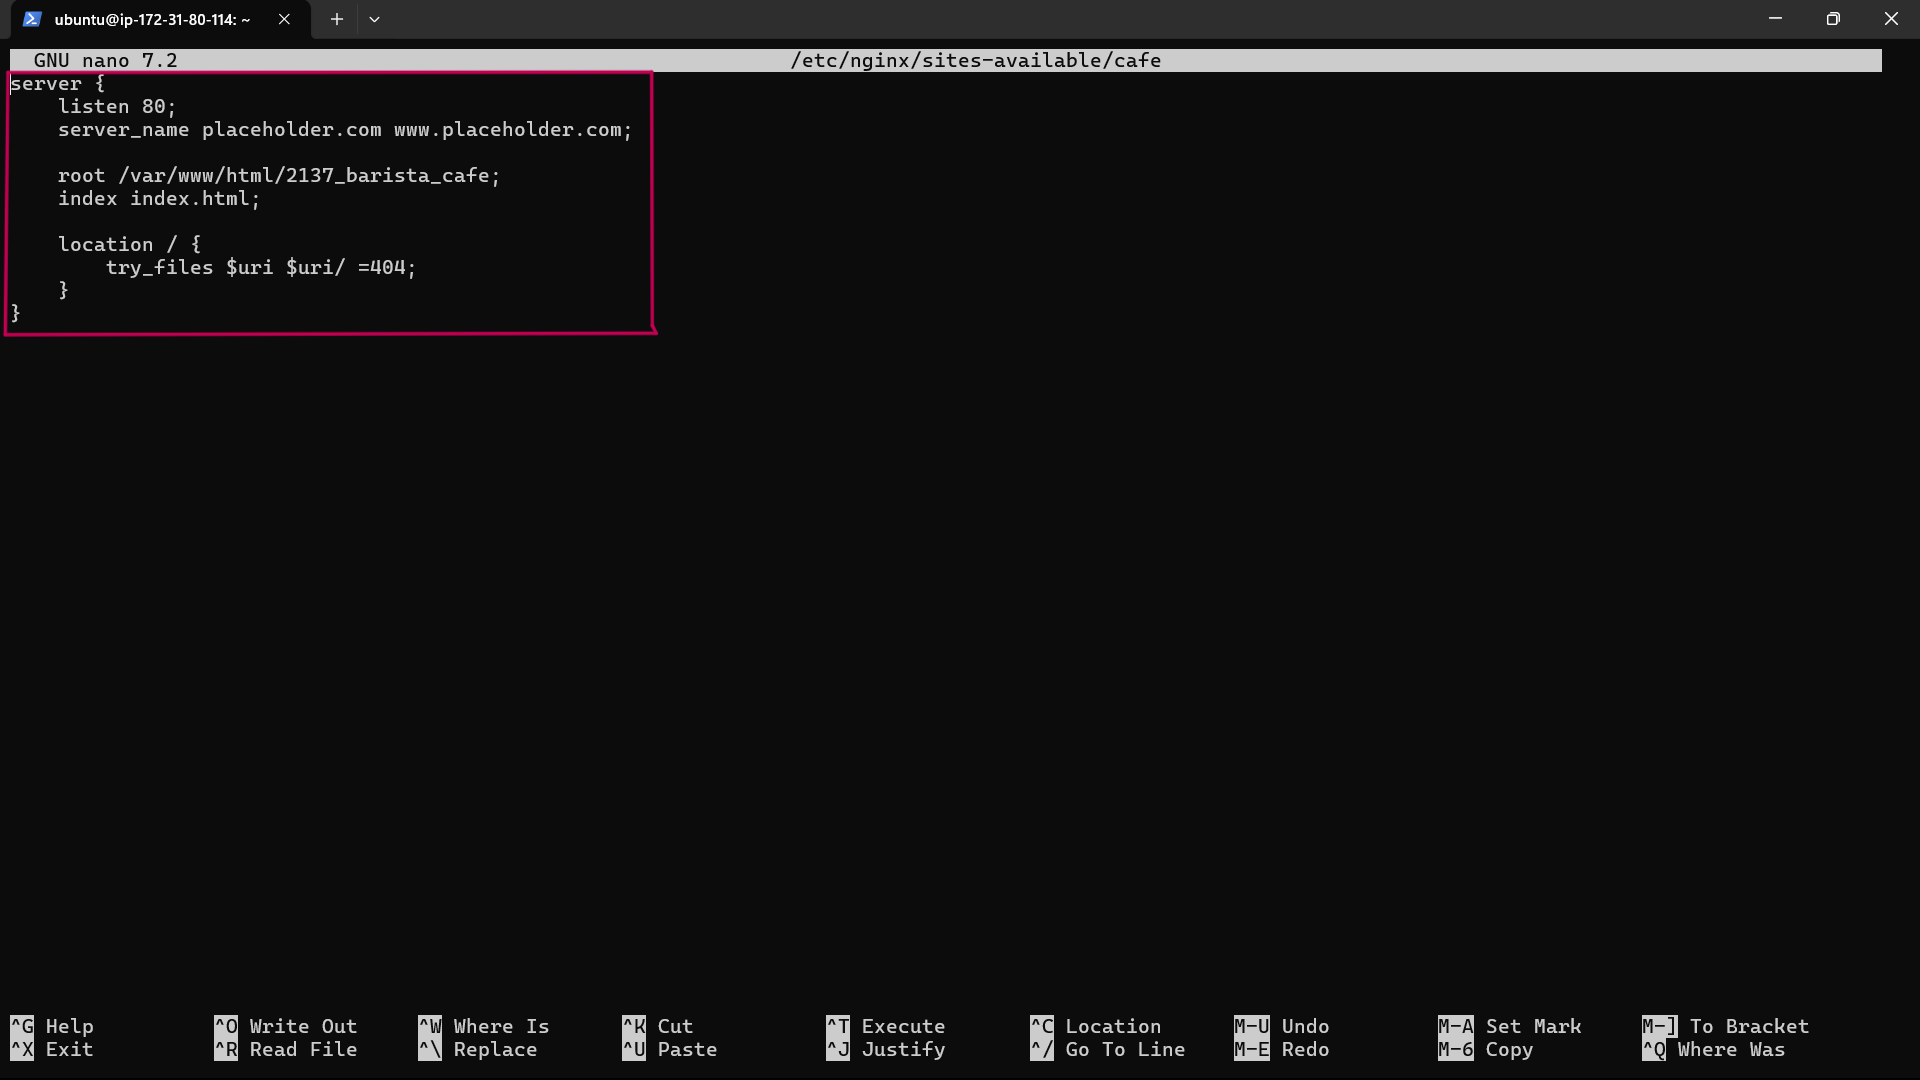 ubuntu@ip-172-31-80-114: ~
GNU nano 7.2 /etc/nginx/sites-available/cafe
server {
    listen 80;
    server_name placeholder.com www.placeholder.com;

    root /var/www/html/2137_barista_cafe;
    index index.html;

    location / {
        try_files $uri $uri/ =404;
    }
}
^G Help ^O Write Out ^W Where Is ^K Cut ^T Execute ^C Location M-U Undo M-A Set Mark M-] To Bracket
^X Exit ^R Read File ^\ Replace ^U Paste ^J Justify ^/ Go To Line M-E Redo M-6 Copy ^Q Where Was